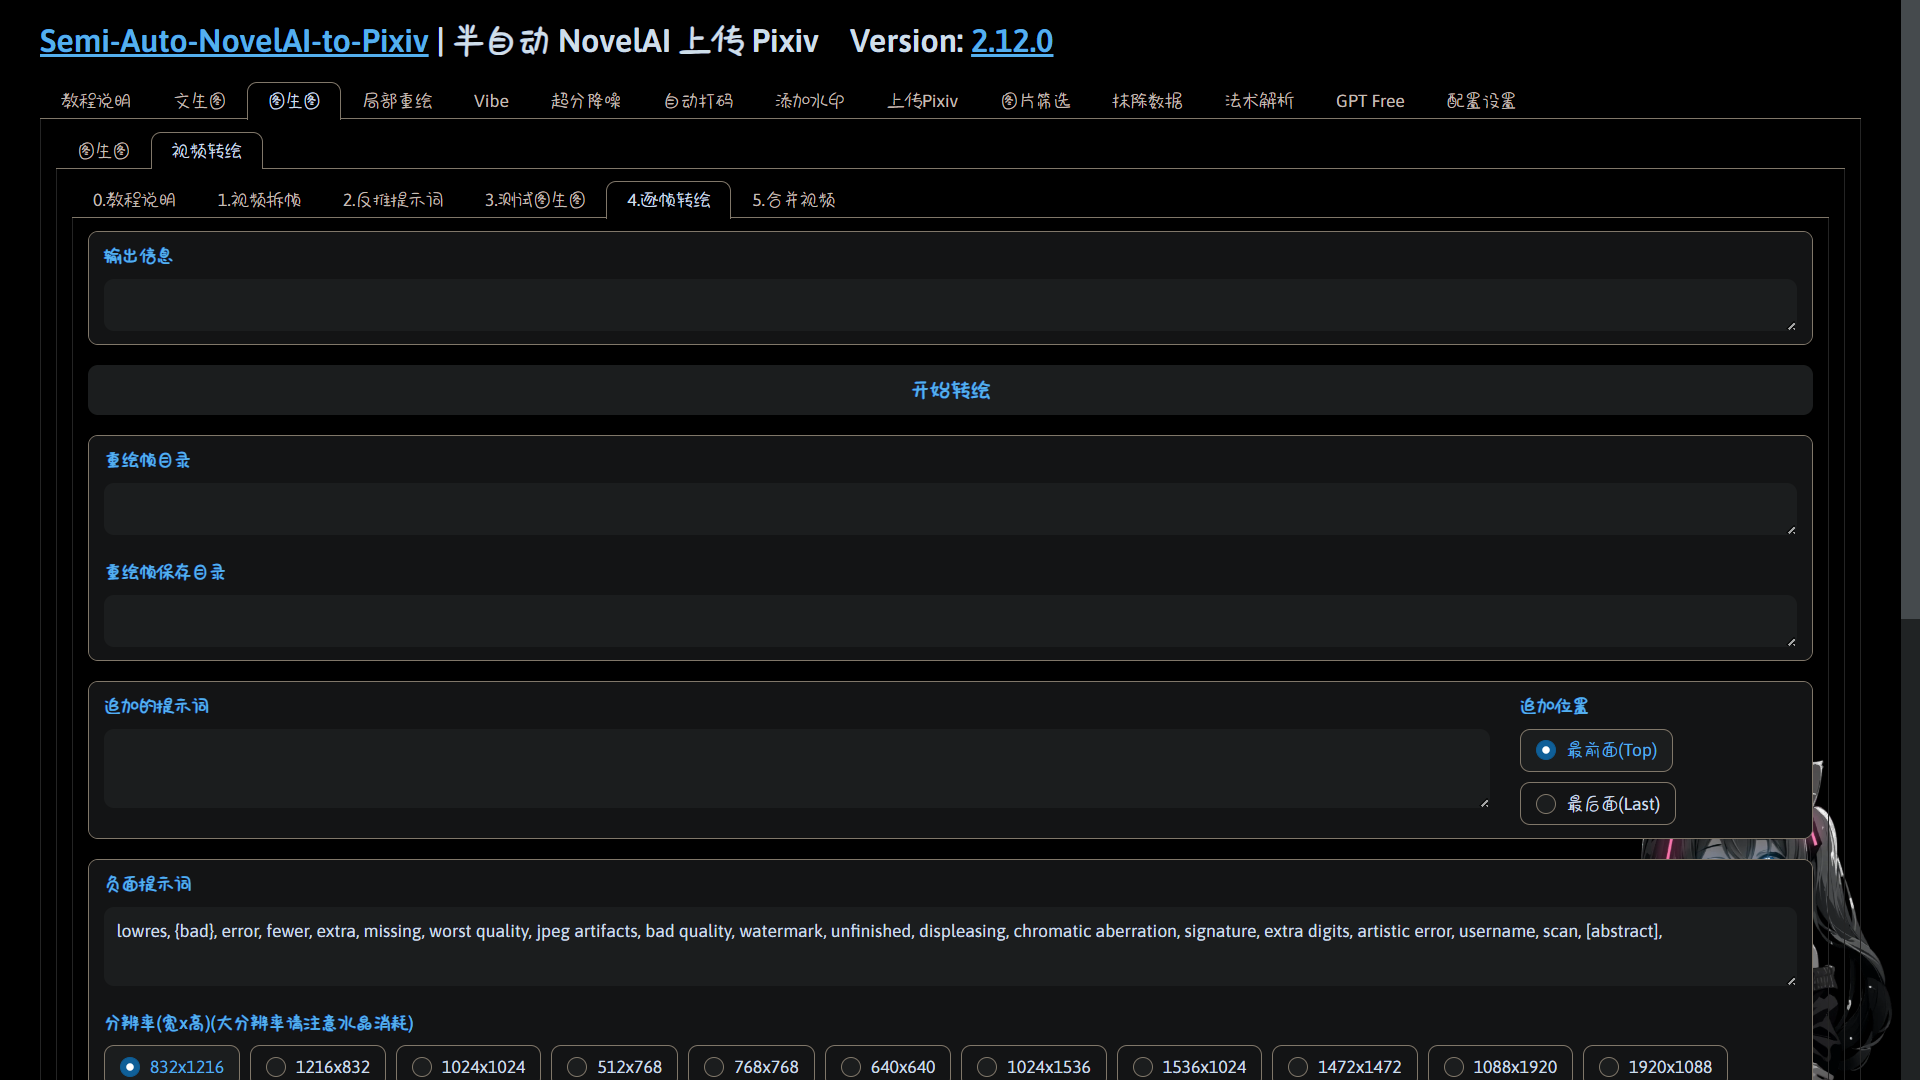 Semi-Auto-NovelAI-to-Pixiv | 半自动 NovelAI 上传 Pixiv Version: 2.12.0
教程说明 文生图 图生图 局部重绘 Vibe 超分降噪 自动打码 添加水印 上传Pixiv 图片筛选 抹除数据 法术解析 GPT Free 配置设置
图生图 视频转绘
0.教程说明 1.视频拆帧 2.反推提示词 3.测试图生图 4.逐帧转绘 5.合并视频
输出信息
开始转绘
重绘帧目录
重绘帧保存目录
追加的提示词 追加位置
最前面(Top)
最后面(Last)
负面提示词
lowres, {bad}, error, fewer, extra, missing, worst quality, jpeg artifacts, bad quality, watermark, unfinished, displeasing, chromatic aberration, signature, extra digits, artistic error, username, scan, [abstract],
分辨率(宽x高)(大分辨率请注意水晶消耗)
832x1216 1216x832 1024x1024 512x768 768x768 640x640 1024x1536 1536x1024 1472x1472 1088x1920 1920x1088